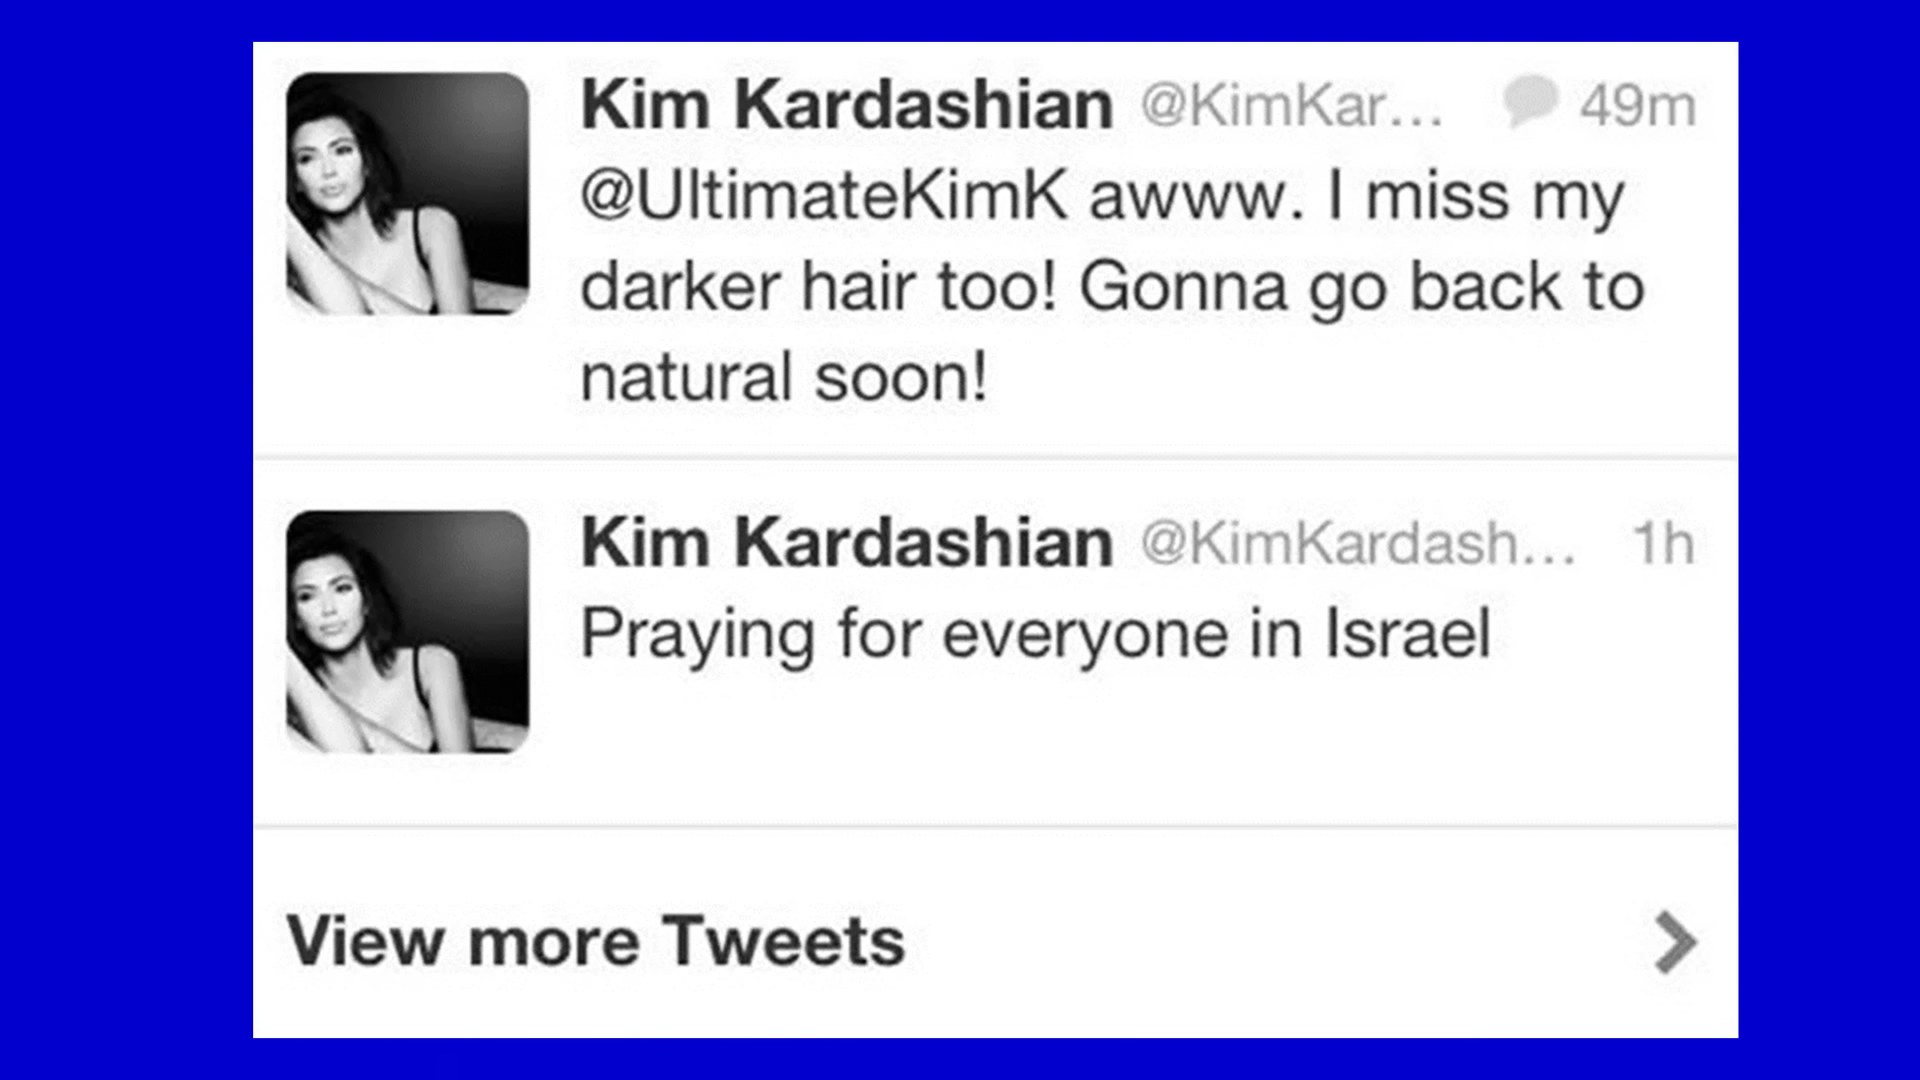 Kim Kardashian @KimKar... 49m
@UltimateKimK awww. I miss my
darker hair too! Gonna go back to
natural soon!
Kim Kardashian @KimKardash... 1h
Praying for everyone in Israel
View more Tweets